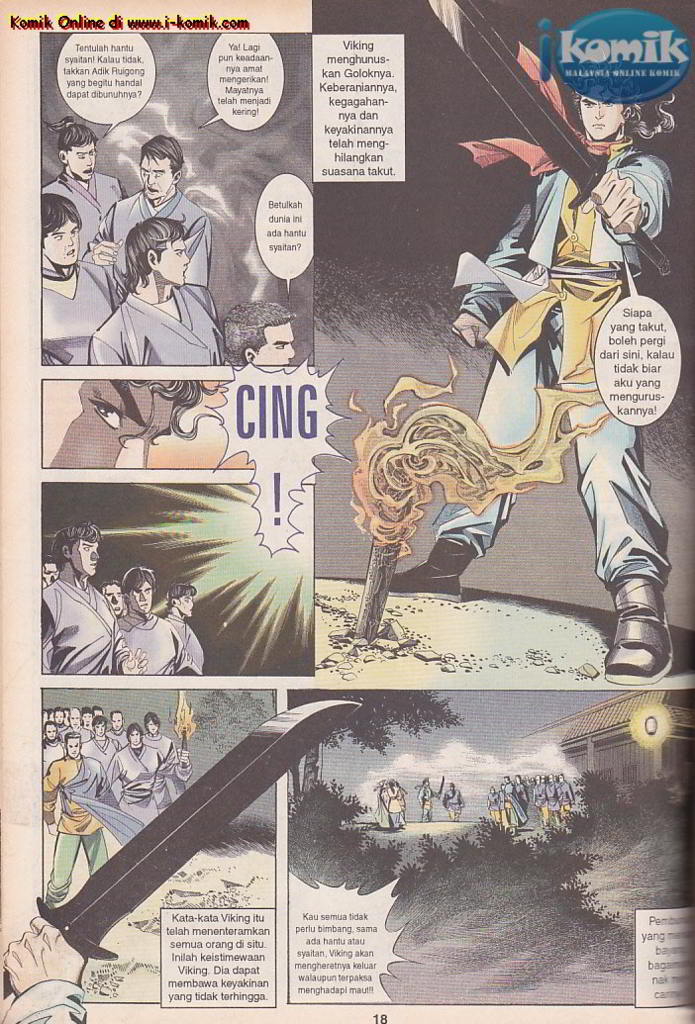 Komik Online di www.i-komik.com
ikomik
MALAYSIA ONLINE KOMIK
Tentulah hantu
syaitan! Kalau tidak,
takkan Adik Ruigong
yang begitu handal
dapat dibunuhnya?
Ya! Lagi
pun keadaan-
nya amat
mengerikan!
Mayatnya
telah menjadi
kering!
Betulkah
dunia ini
ada hantu
syaitan?
Viking
menghunus-
kan Goloknya.
Keberaniannya,
kegagahan-
nya dan
keyakinannya
telah meng-
hilangkan
suasana takut.
Siapa
yang takut,
boleh pergi
dari sini, kalau
tidak biar
aku yang
mengurus-
kannya!
CING
!
Kata-kata Viking itu
telah menenteramkan
semua orang di situ.
Inilah keistimewaan
Viking. Dia dapat
membawa keyakinan
yang tidak terhingga.
Kau semua tidak
perlu bimbang, sama
ada hantu atau
syaitan, Viking akan
mengheretnya keluar
walaupun terpaksa
menghadapi maut!!!
yang
18